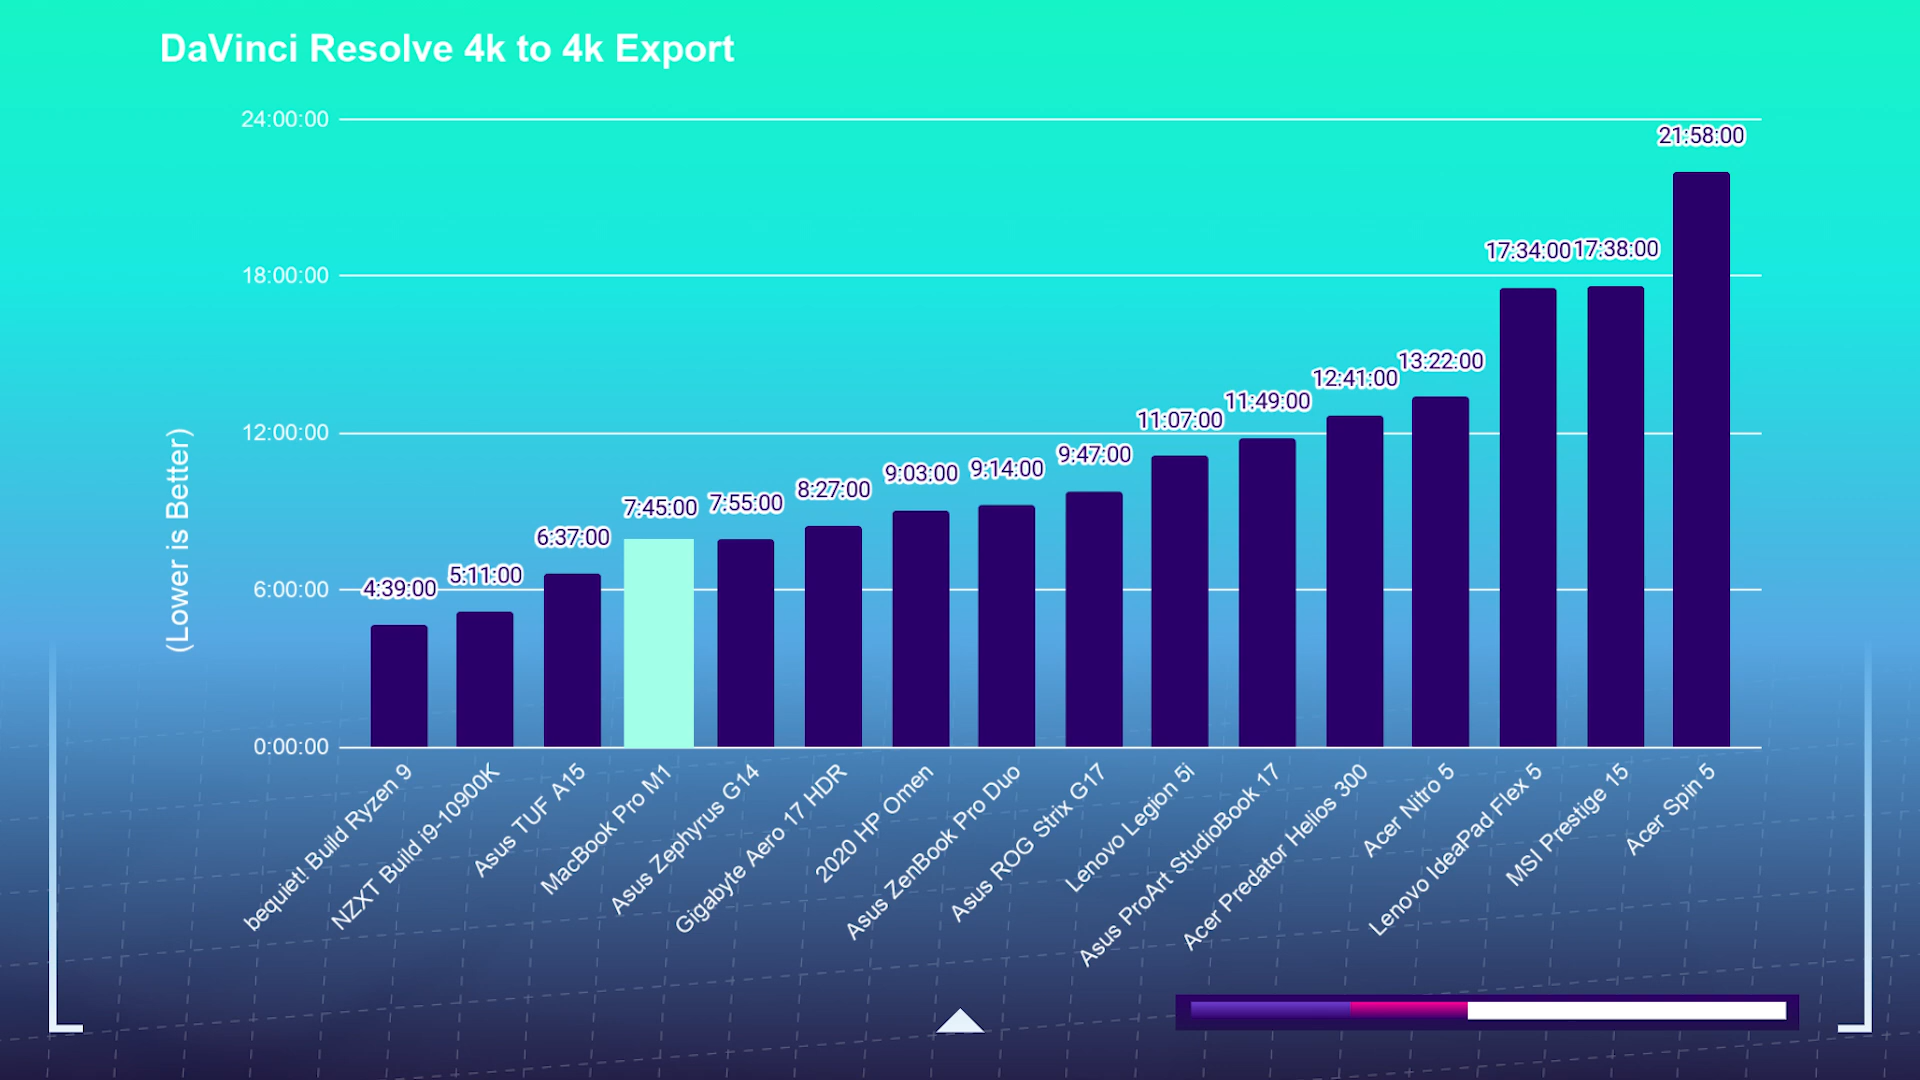 DaVinci Resolve 4k to 4k Export
(Lower is Better)
24:00:00
18:00:00
12:00:00
6:00:00
0:00:00
4:39:00
5:11:00
6:37:00
7:45:00
7:55:00
8:27:00
9:03:00
9:14:00
9:47:00
11:07:00
11:49:00
12:41:00
13:22:00
17:34:00
17:38:00
21:58:00
bequiet! Build Ryzen 9
NZXT Build i9-10900K
Asus TUF A15
MacBook Pro M1
Asus Zephyrus G14
Gigabyte Aero 17 HDR
2020 HP Omen
Asus ZenBook Pro Duo
Asus ROG Strix G17
Lenovo Legion 5i
Asus ProArt StudioBook 17
Acer Predator Helios 300
Acer Nitro 5
Lenovo IdeaPad Flex 5
MSI Prestige 15
Acer Spin 5